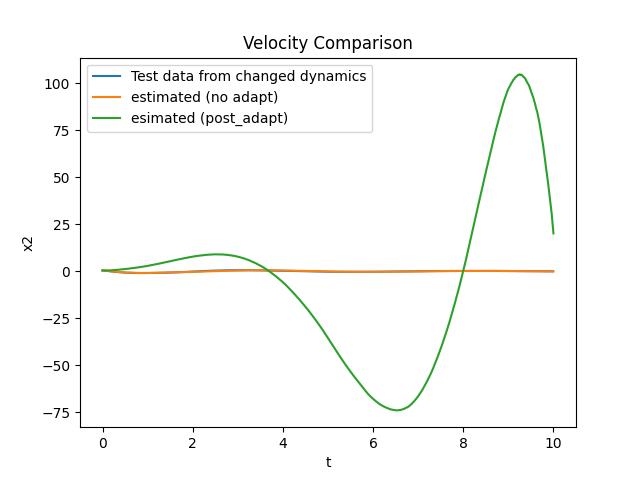 Velocity Comparison
Test data from changed dynamics
estimated (no adapt)
esimated (post_adapt)
100
75
50
25
0
−25
−50
−75
x2
0 2 4 6 8 10
t